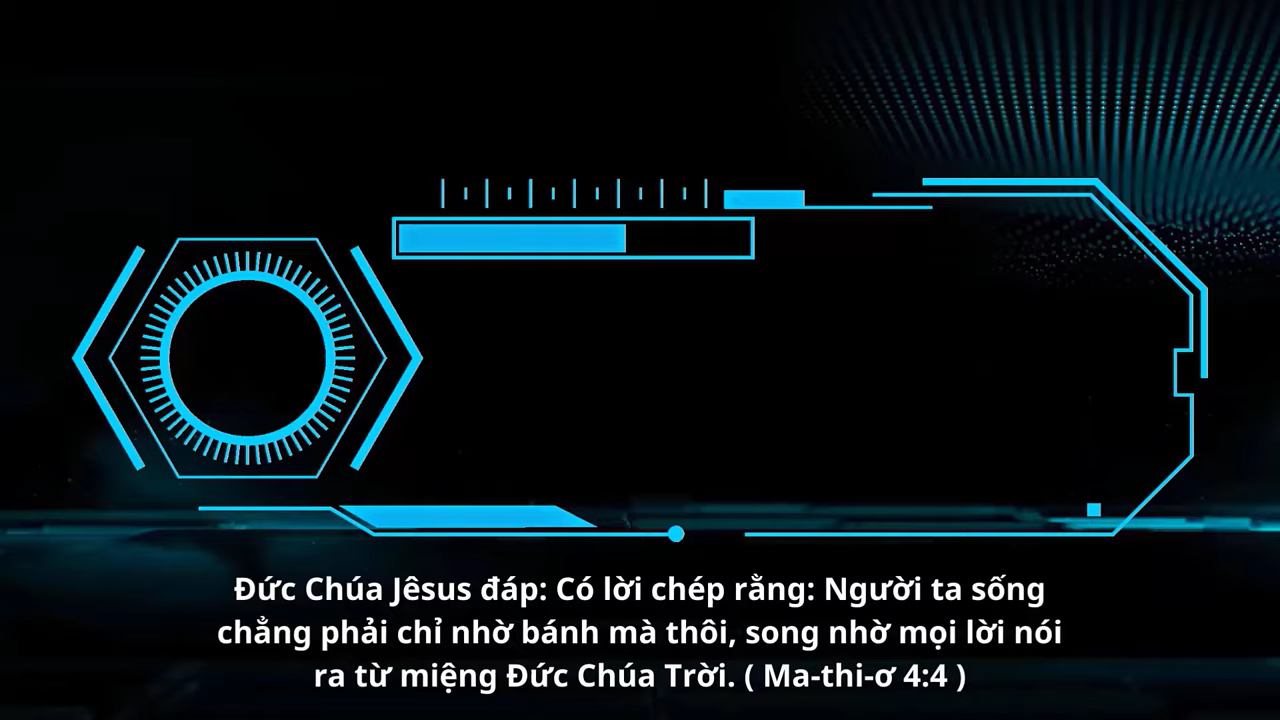 Đức Chúa Jêsus đáp: Có lời chép rằng: Người ta sống
chẳng phải chỉ nhờ bánh mà thôi, song nhờ mọi lời nói
ra từ miệng Đức Chúa Trời. ( Ma-thi-ơ 4:4 )